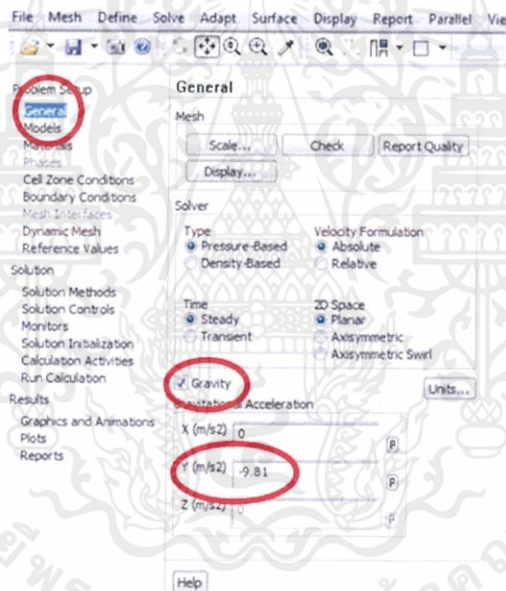 File Mesh Define Solve Adapt Surface Display Report Parallel Vie
Problem Setup
General
Models
Materials
Phases
Cell Zone Conditions
Boundary Conditions
Mesh Interfaces
Dynamic Mesh
Reference Values
Solution
Solution Methods
Solution Controls
Monitors
Solution Initialization
Calculation Activities
Run Calculation
Results
Graphics and Animations
Plots
Reports
General
Mesh
Scale... Check Report Quality
Display...
Solver
Type Velocity Formulation
Pressure-Based Absolute
Density-Based Relative
Time 2D Space
Steady Planar
Transient Axisymmetric
Axisymmetric Swirl
Gravity Units...
Gravitational Acceleration
X (m/s2) 0 P
Y (m/s2) -9.81 P
Z (m/s2) 0 P
Help